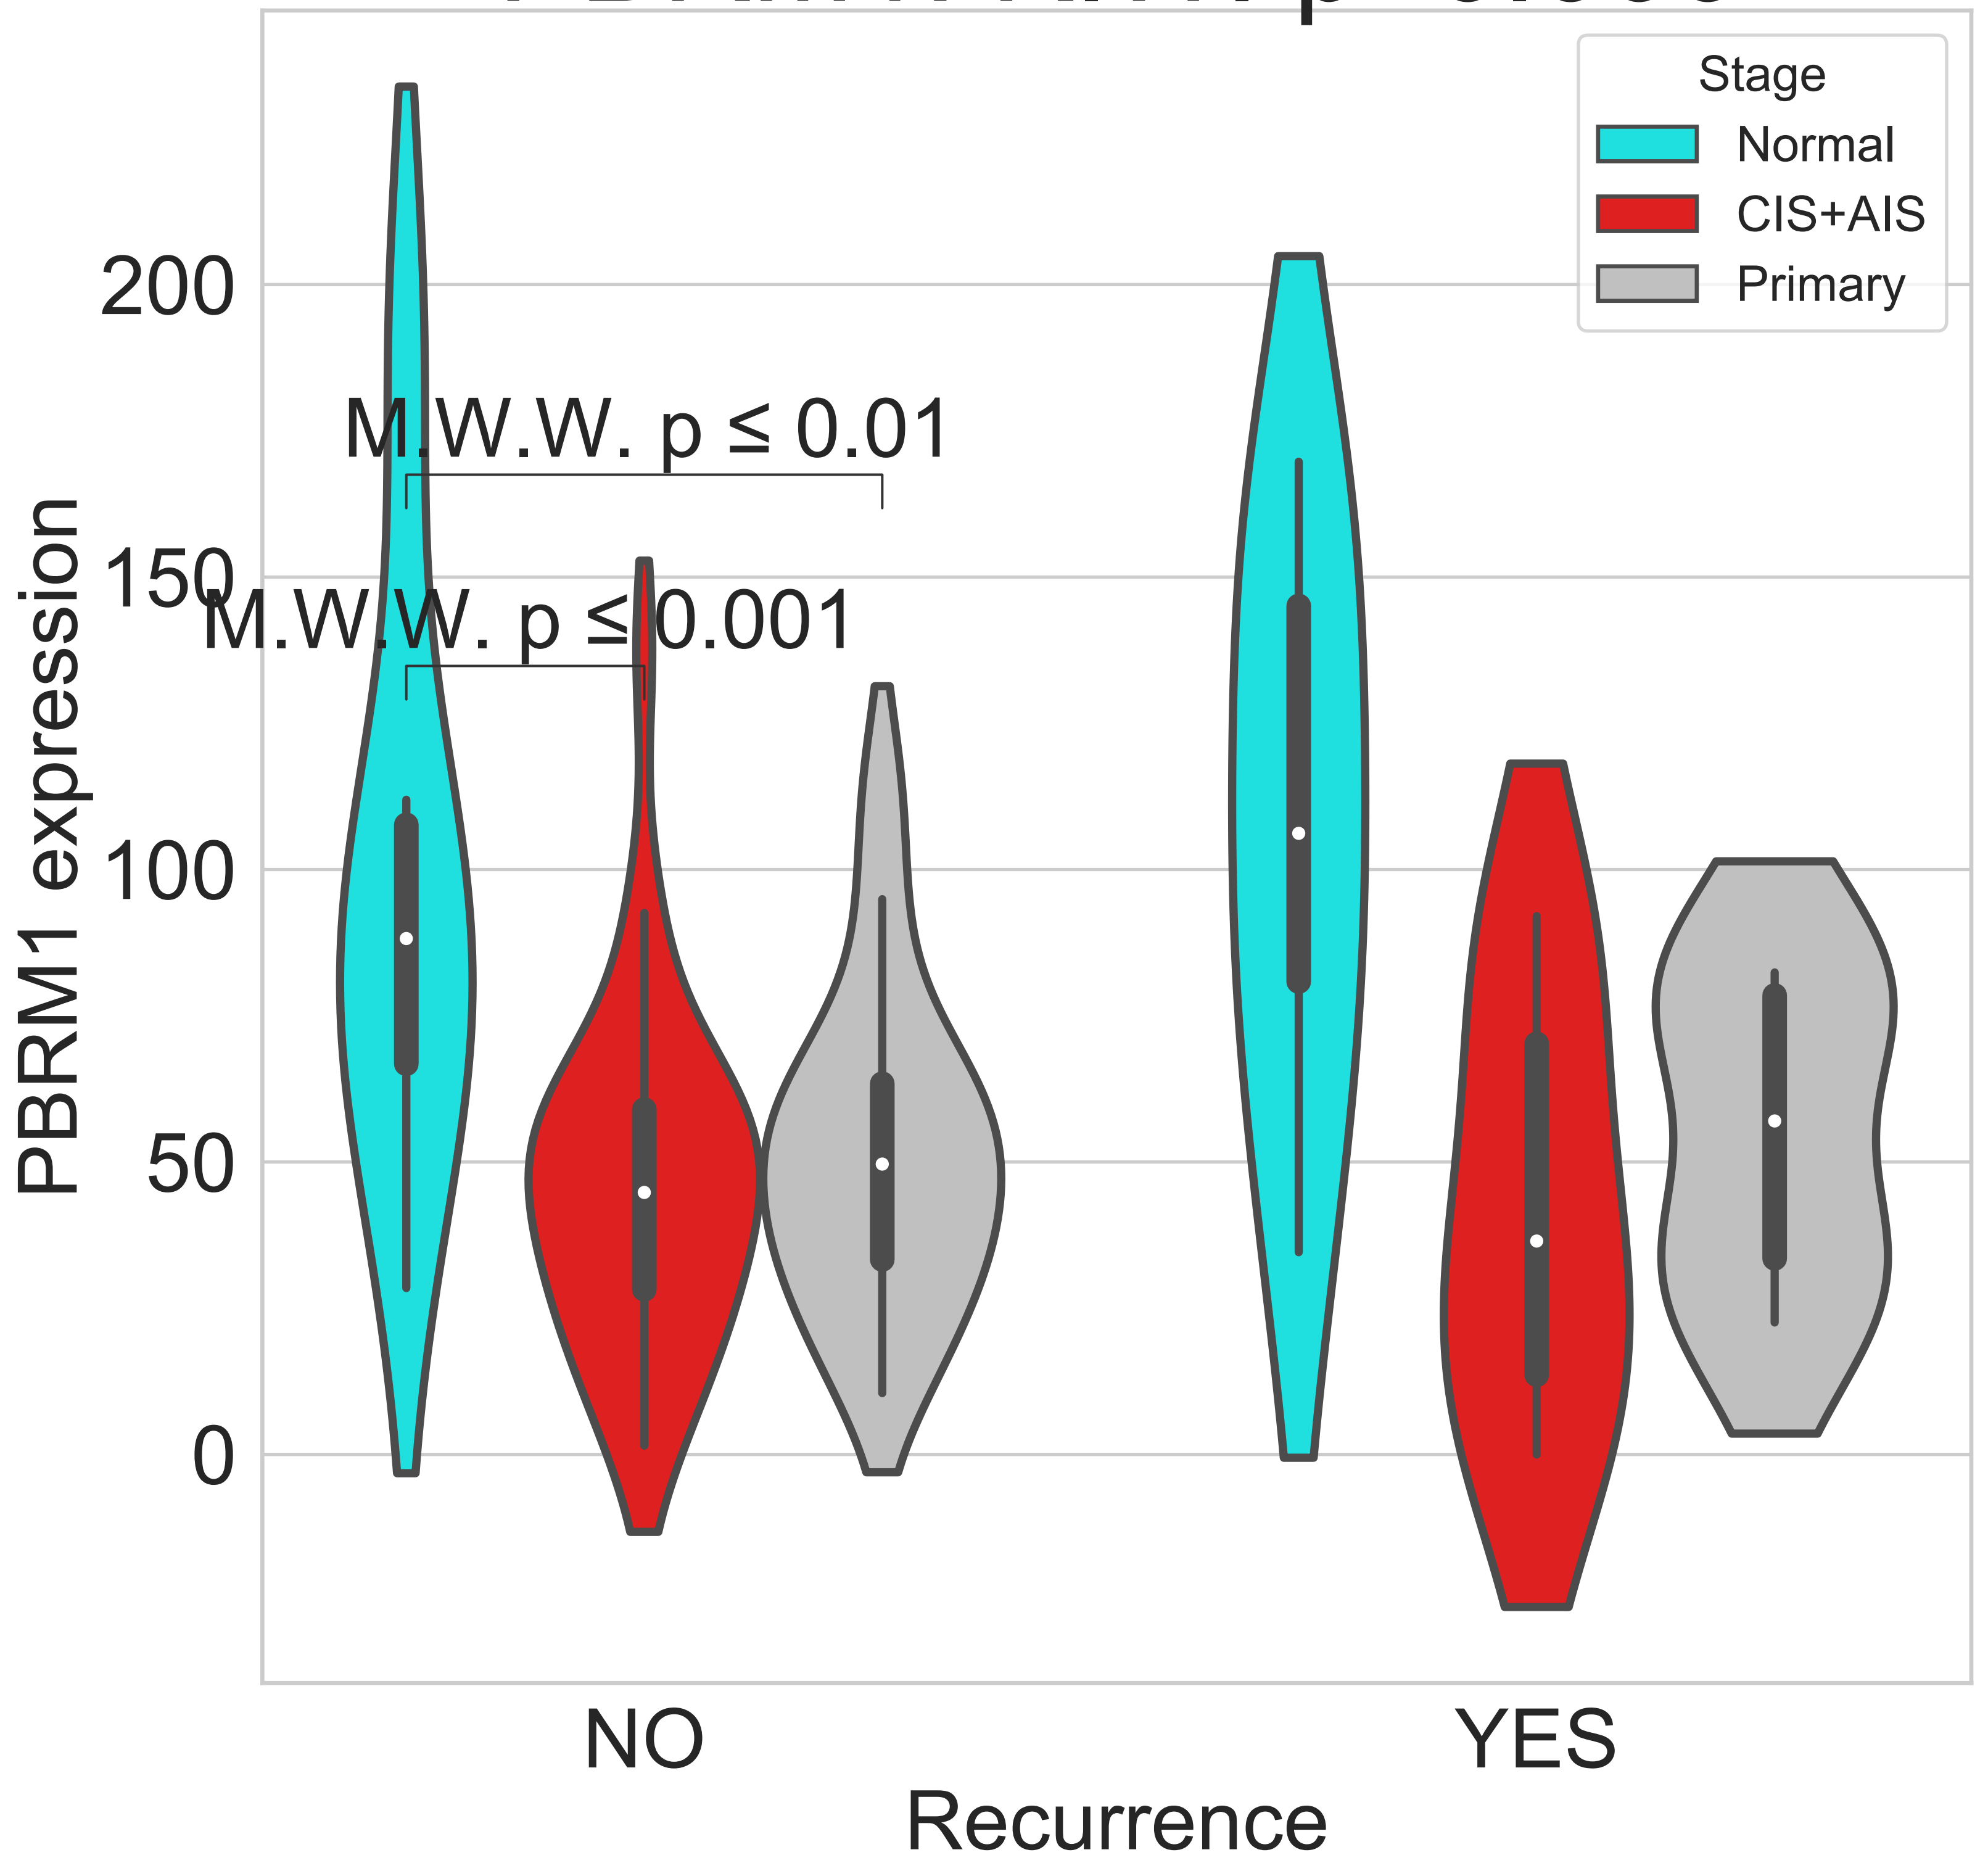 Stage
Normal
CIS+AIS
Primary
200
150
100
50
0
PBRM1 expression
M.W.W. p ≤ 0.01
M.W.W. p ≤ 0.001
NO
YES
Recurrence